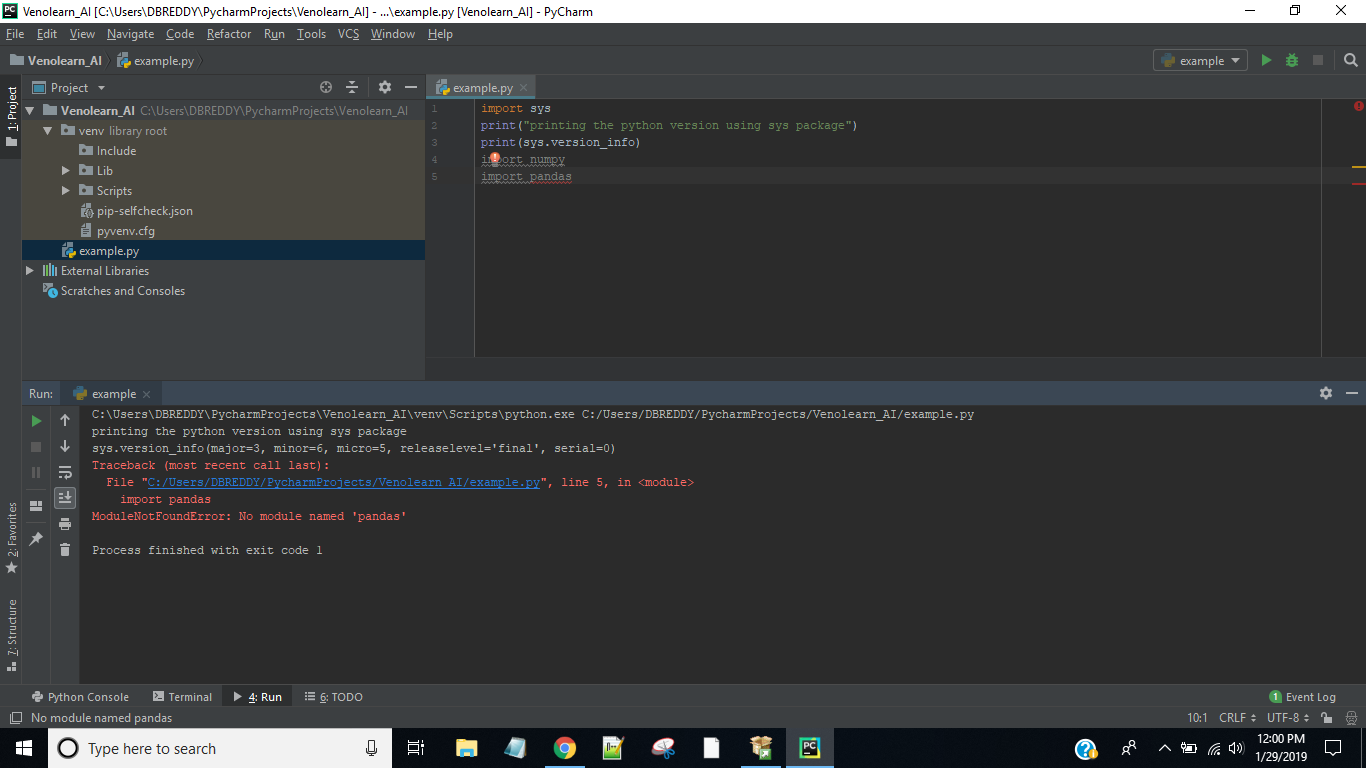 Venolearn_AI [C:\Users\DBREDDY\PycharmProjects\Venolearn_AI] - ...\example.py [Venolearn_AI] - PyCharm
File Edit View Navigate Code Refactor Run Tools VCS Window Help
Venolearn_AI example.py example
1: Project
Project
Venolearn_AI C:\Users\DBREDDY\PycharmProjects\Venolearn_AI
venv library root
Include
Lib
Scripts
pip-selfcheck.json
pyvenv.cfg
example.py
External Libraries
Scratches and Consoles
example.py
1 import sys
2 print("printing the python version using sys package")
3 print(sys.version_info)
4 import numpy
5 import pandas
Run: example
C:\Users\DBREDDY\PycharmProjects\Venolearn_AI\venv\Scripts\python.exe C:/Users/DBREDDY/PycharmProjects/Venolearn_AI/example.py
printing the python version using sys package
sys.version_info(major=3, minor=6, micro=5, releaselevel='final', serial=0)
Traceback (most recent call last):
File "C:/Users/DBREDDY/PycharmProjects/Venolearn_AI/example.py", line 5, in <module>
import pandas
ModuleNotFoundError: No module named 'pandas'
Process finished with exit code 1
2: Favorites
7: Structure
Python Console Terminal 4: Run 6: TODO 1 Event Log
No module named pandas 10:1 CRLF UTF-8
Type here to search
12:00 PM
1/29/2019